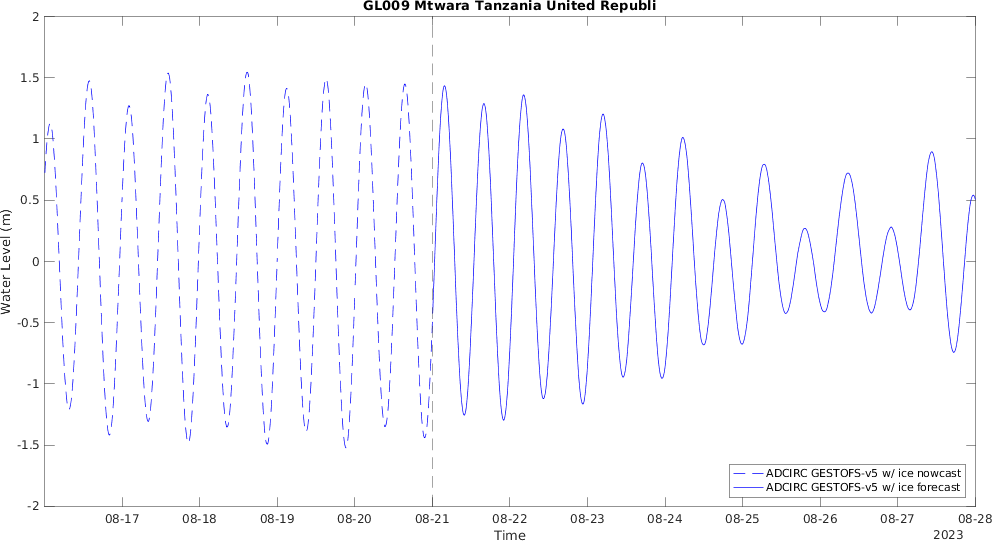 GL009 Mtwara Tanzania United Republi
2
1.5
1
0.5
0
-0.5
-1
-1.5
-2
Water Level (m)
ADCIRC GESTOFS-v5 w/ ice nowcast
ADCIRC GESTOFS-v5 w/ ice forecast
08-17 08-18 08-19 08-20 08-21 08-22 08-23 08-24 08-25 08-26 08-27 08-28
Time
2023